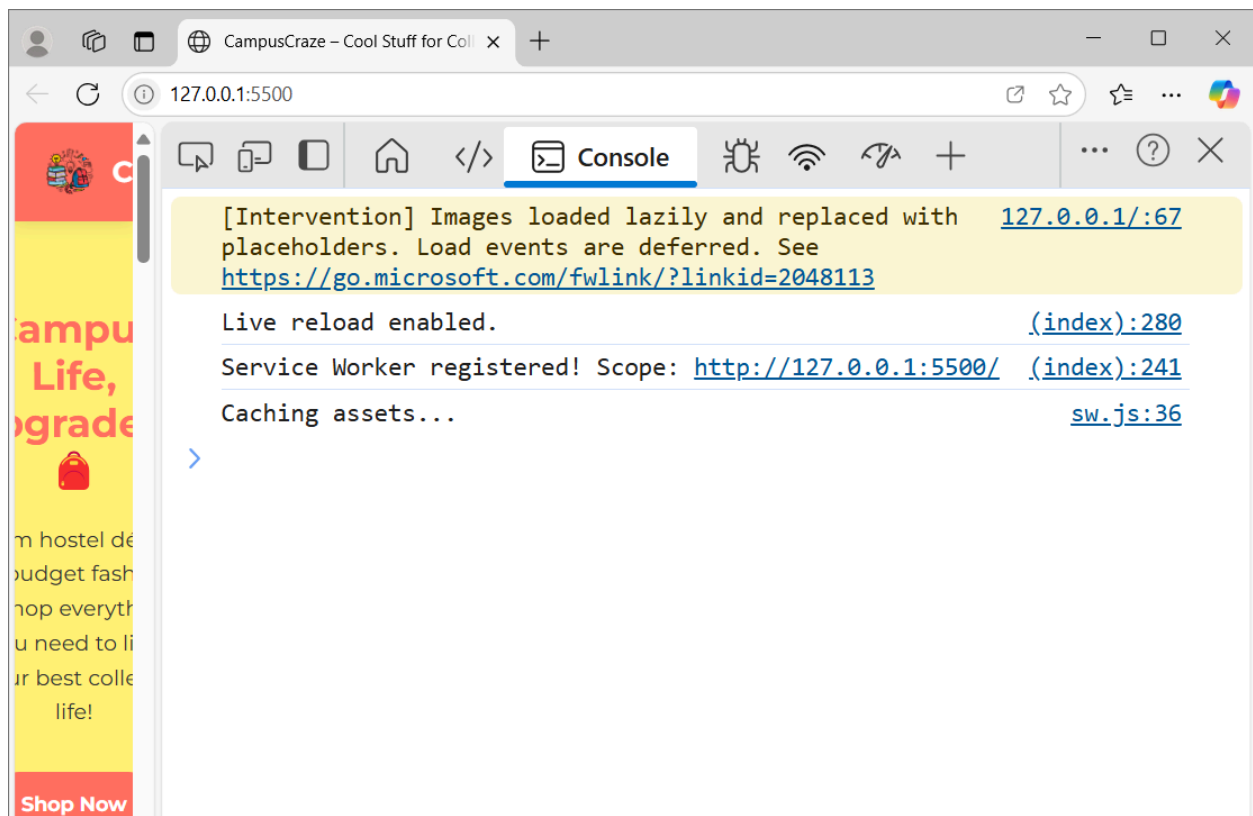 CampusCraze – Cool Stuff for Coll
127.0.0.1:5500
C
Console
[Intervention] Images loaded lazily and replaced with 127.0.0.1/:67
placeholders. Load events are deferred. See
https://go.microsoft.com/fwlink/?linkid=2048113
Live reload enabled. (index):280
Service Worker registered! Scope: http://127.0.0.1:5500/ (index):241
Caching assets... sw.js:36
ampu
Life,
grade
m hostel dé
budget fash
hop everyth
u need to li
ur best colle
life!
Shop Now